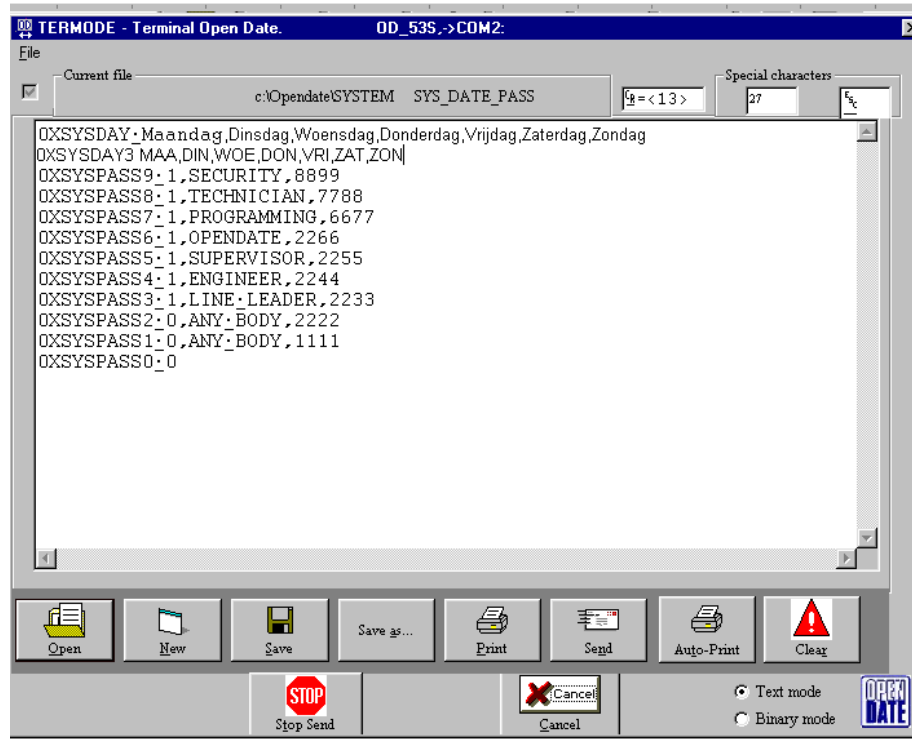 TERMODE - Terminal Open Date. OD_53S,->COM2:
File
Current file
Special characters
c:\Opendate\SYSTEM SYS_DATE_PASS
CR=<13>
27
ESC
0XSYSDAY·Maandag,Dinsdag,Woensdag,Donderdag,Vrijdag,Zaterdag,Zondag
0XSYSDAY3 MAA,DIN,WOE,DON,VRI,ZAT,ZON
0XSYSPASS9·1,SECURITY,8899
0XSYSPASS8·1,TECHNICIAN,7788
0XSYSPASS7·1,PROGRAMMING,6677
0XSYSPASS6·1,OPENDATE,2266
0XSYSPASS5·1,SUPERVISOR,2255
0XSYSPASS4·1,ENGINEER,2244
0XSYSPASS3·1,LINE·LEADER,2233
0XSYSPASS2·0,ANY·BODY,2222
0XSYSPASS1·0,ANY·BODY,1111
0XSYSPASS0·0
Open New Save Save as... Print Send Auto-Print Clear
STOP
Stop Send
Cancel
Cancel
Text mode
Binary mode
OPEN DATE